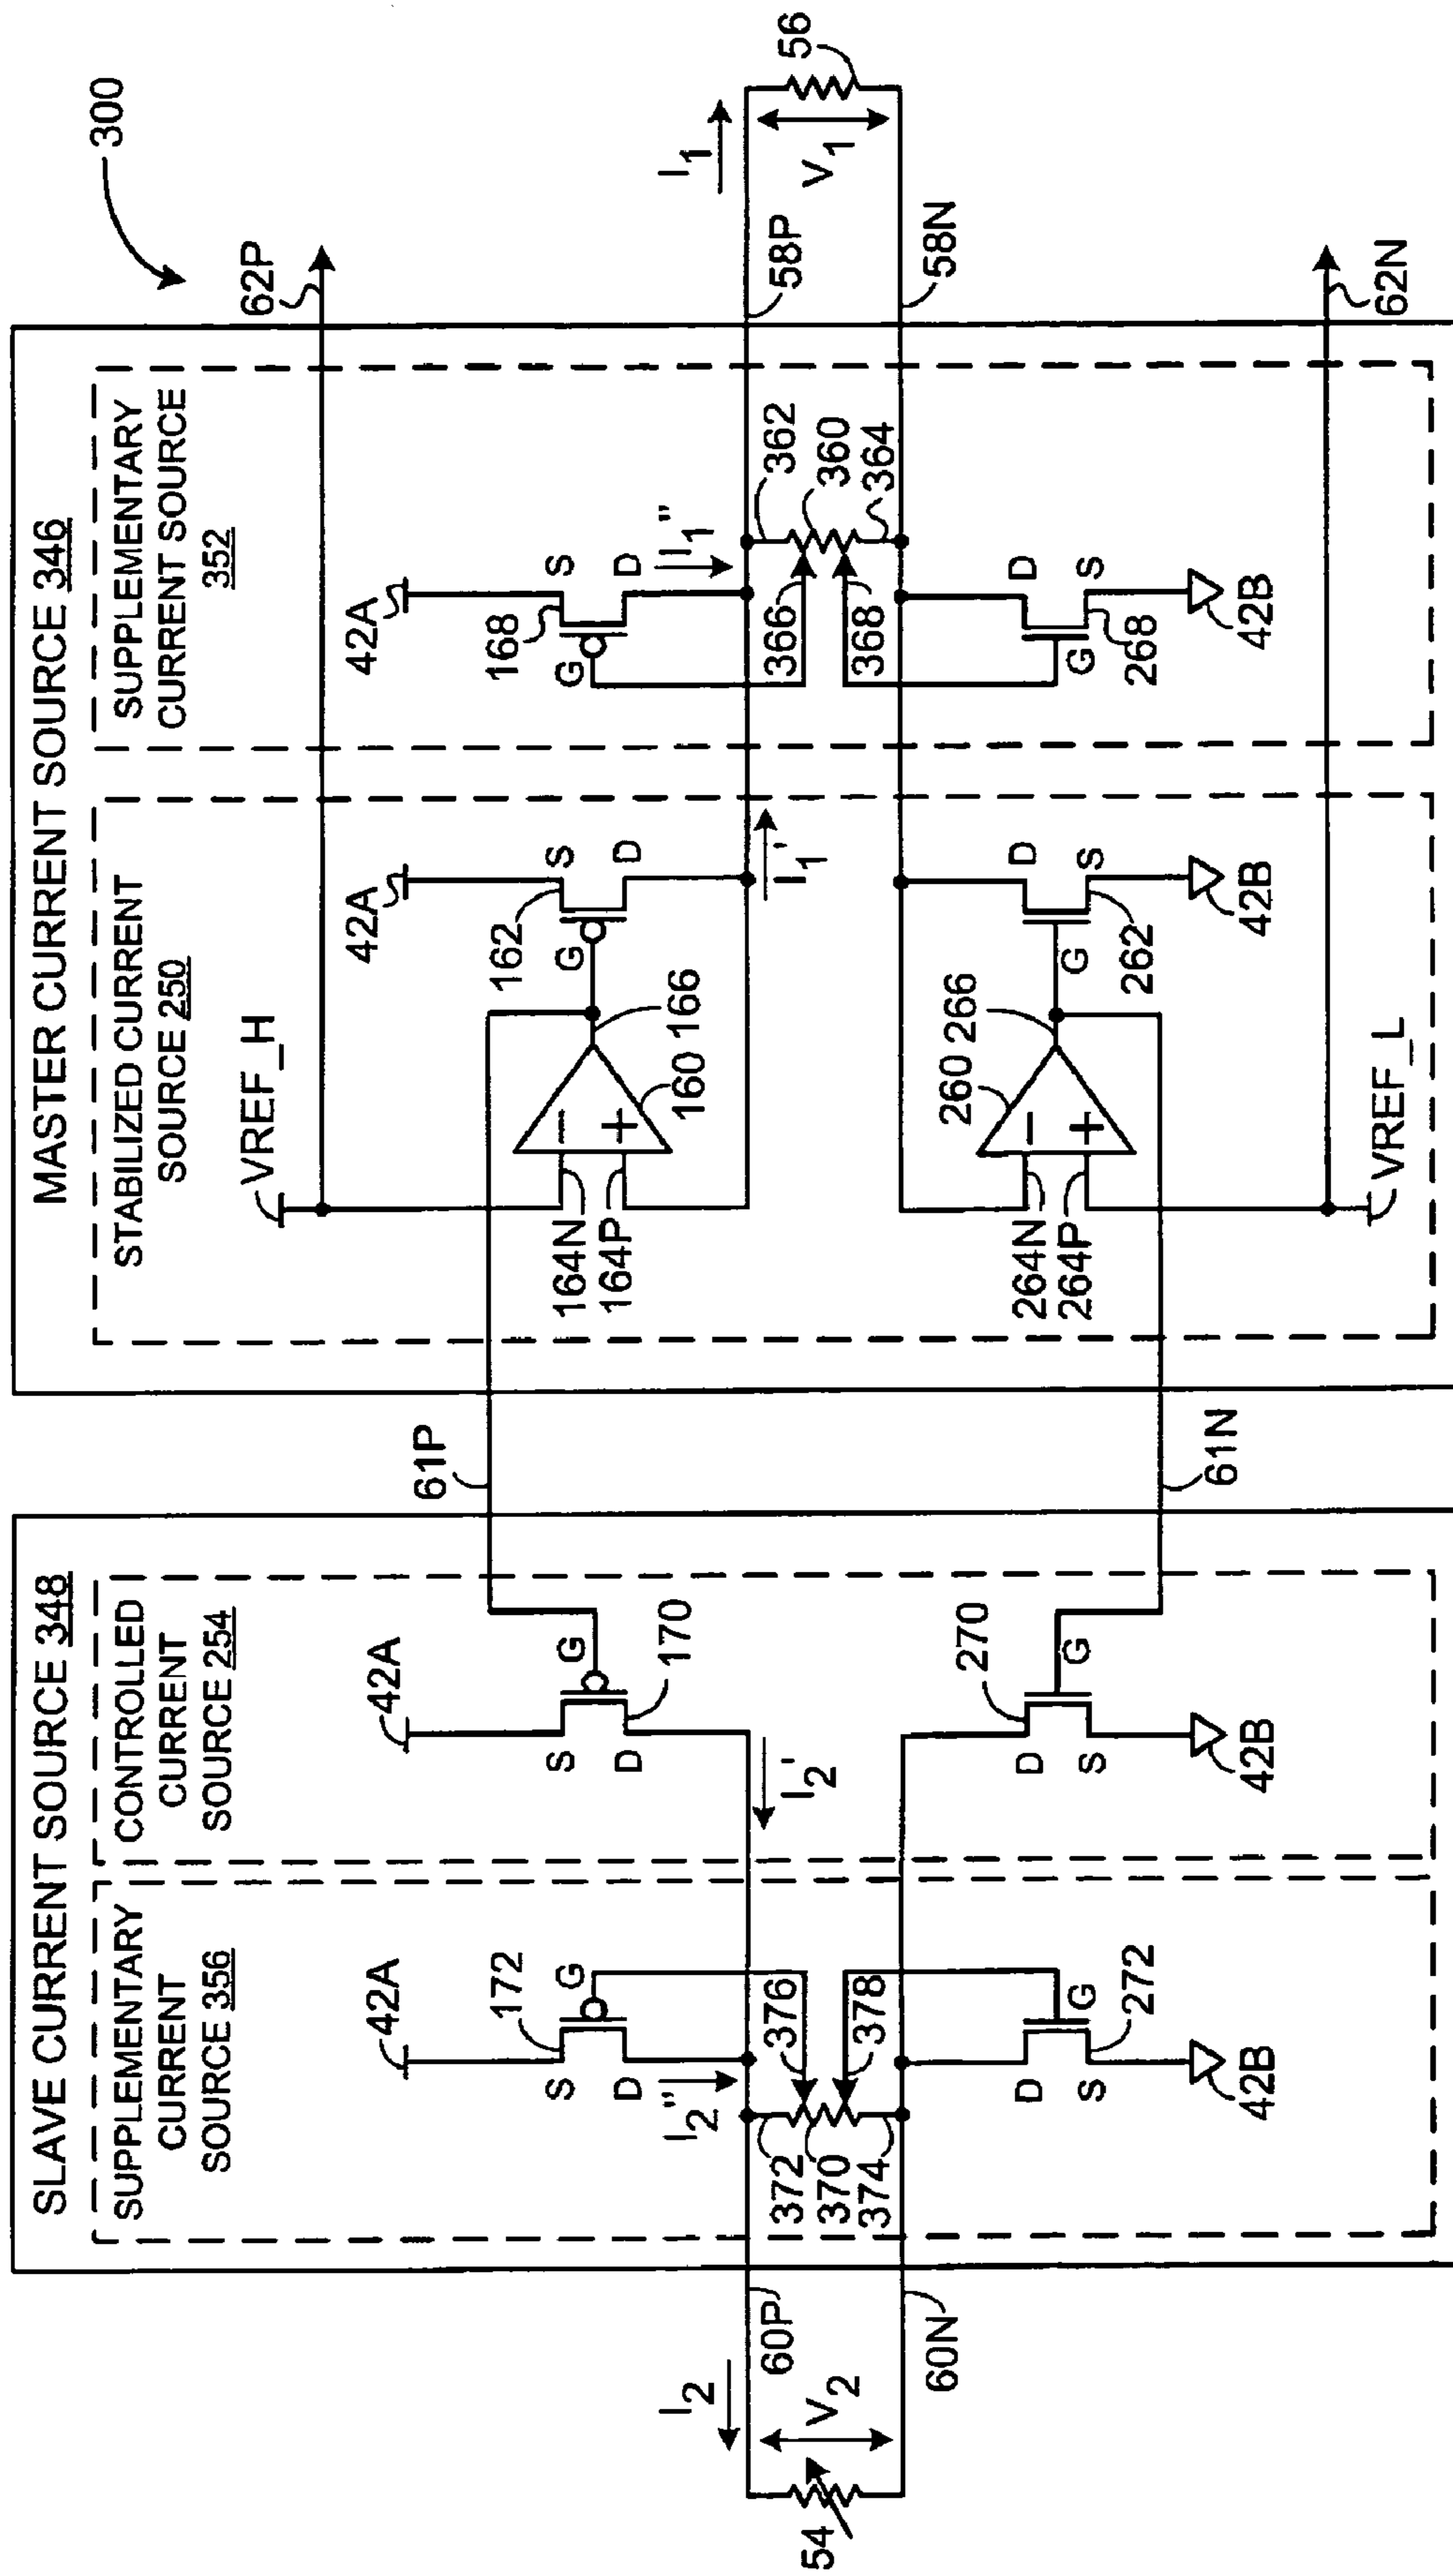 300
SLAVE CURRENT SOURCE 348
SUPPLEMENTARY
CURRENT
SOURCE 356
CONTROLLED
CURRENT
SOURCE 254
MASTER CURRENT SOURCE 346
STABILIZED CURRENT
SOURCE 250
SUPPLEMENTARY
CURRENT SOURCE
352
VREF_H
62P
61P
42A
42A
42A
42A
172
S
G
D
S
G
D
170
162
S
G
D
168
S
G
D
164N
164P
160
166
I2
I2''
I2'
I1'
I1''
I1
60P
58P
54
V2
372
370
374
376
378
366
368
362
360
364
V1
56
60N
58N
D
G
S
272
270
D
G
S
264N
264P
260
266
D
G
S
262
D
G
S
268
42B
42B
42B
42B
61N
VREF_L
62N